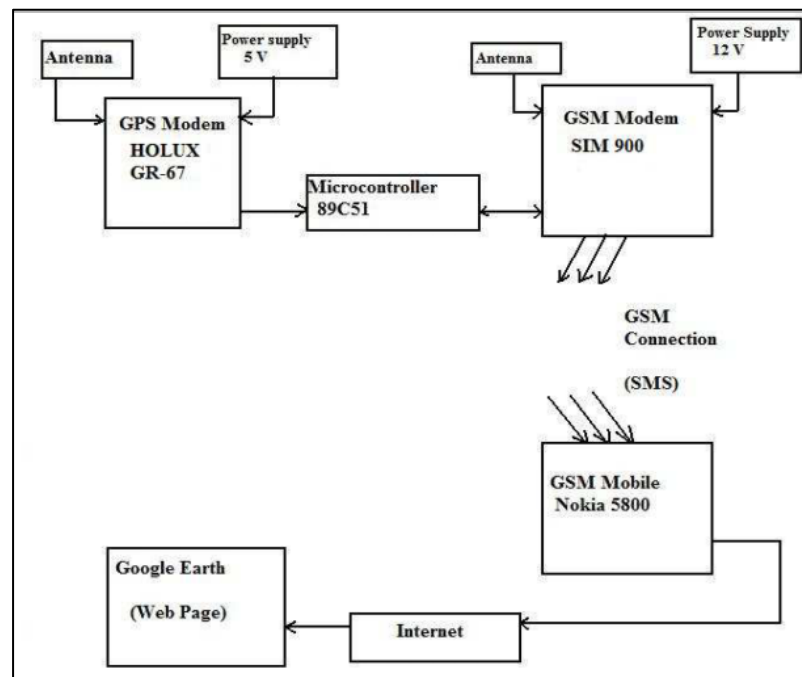 Antenna
Power supply
5 V
GPS Modem
HOLUX
GR-67
Microcontroller
89C51
Antenna
Power Supply
12 V
GSM Modem
SIM 900
GSM
Connection
(SMS)
GSM Mobile
Nokia 5800
Internet
Google Earth
(Web Page)